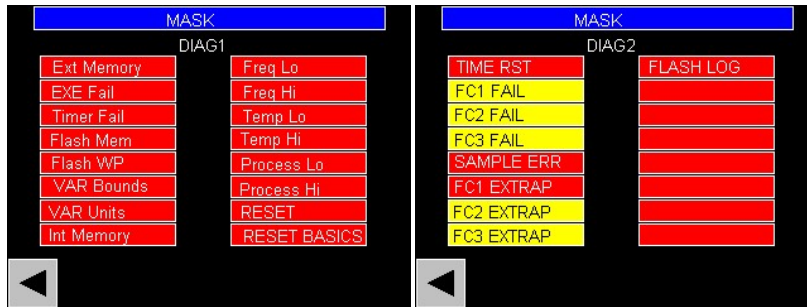 MASK
DIAG1
Ext Memory
EXE Fail
Timer Fail
Flash Mem
Flash WP
VAR Bounds
VAR Units
Int Memory
Freq Lo
Freq Hi
Temp Lo
Temp Hi
Process Lo
Process Hi
RESET
RESET BASICS
MASK
DIAG2
TIME RST
FC1 FAIL
FC2 FAIL
FC3 FAIL
SAMPLE ERR
FC1 EXTRAP
FC2 EXTRAP
FC3 EXTRAP
FLASH LOG